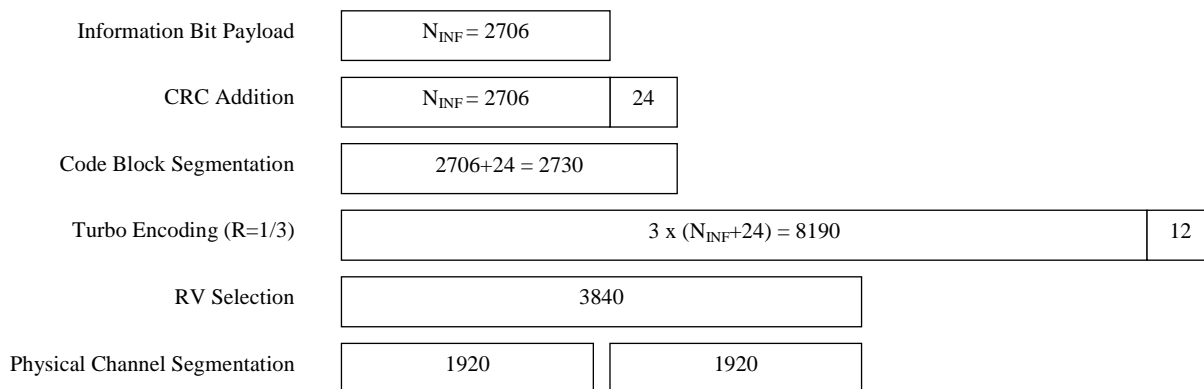 Information Bit Payload N_INF = 2706
CRC Addition N_INF = 2706 24
Code Block Segmentation 2706+24 = 2730
Turbo Encoding (R=1/3) 3 x (N_INF+24) = 8190 12
RV Selection 3840
Physical Channel Segmentation 1920 1920